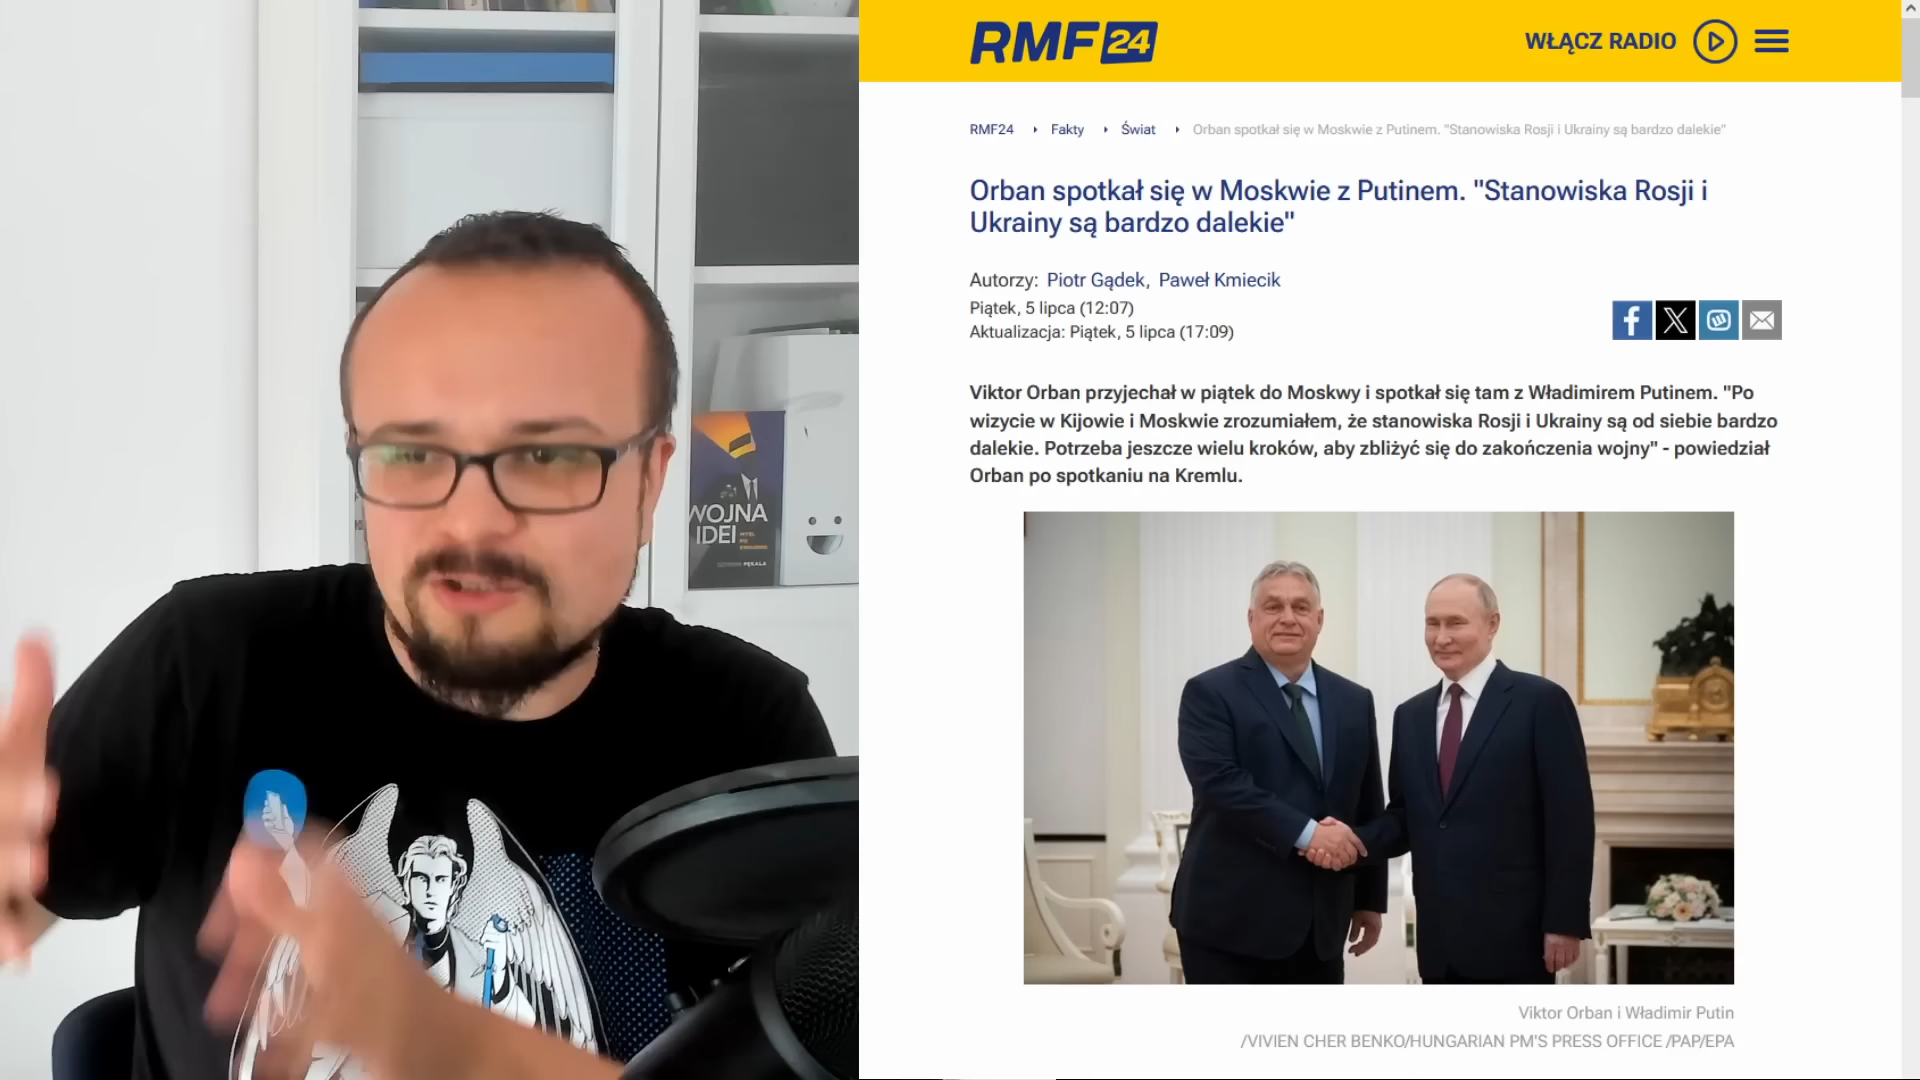 RMF24
WŁĄCZ RADIO
RMF24 Fakty Świat Orban spotkał się w Moskwie z Putinem. "Stanowiska Rosji i Ukrainy są bardzo dalekie"
Orban spotkał się w Moskwie z Putinem. "Stanowiska Rosji i
Ukrainy są bardzo dalekie"
Autorzy: Piotr Gądek, Paweł Kmiecik
Piątek, 5 lipca (12:07)
Aktualizacja: Piątek, 5 lipca (17:09)
Viktor Orban przyjechał w piątek do Moskwy i spotkał się tam z Władimirem Putinem. "Po
wizycie w Kijowie i Moskwie zrozumiałem, że stanowiska Rosji i Ukrainy są od siebie bardzo
dalekie. Potrzeba jeszcze wielu kroków, aby zbliżyć się do zakończenia wojny" - powiedział
Orban po spotkaniu na Kremlu.
Viktor Orban i Władimir Putin
/VIVIEN CHER BENKO/HUNGARIAN PM'S PRESS OFFICE /PAP/EPA
WOJNA
IDEI